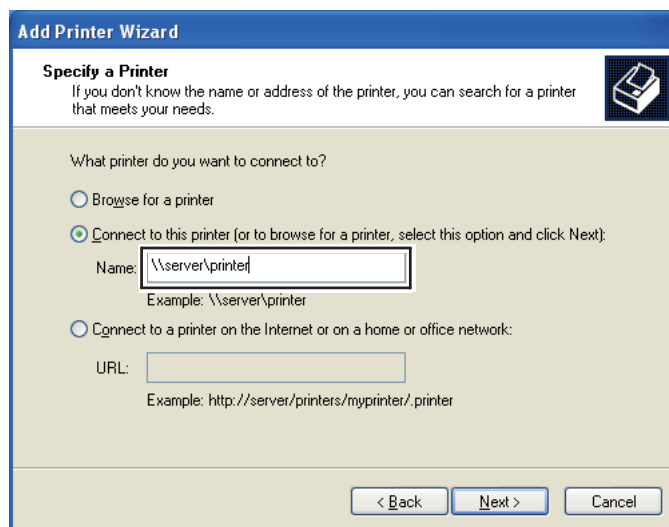 Add Printer Wizard
Specify a Printer
If you don't know the name or address of the printer, you can search for a printer
that meets your needs.
What printer do you want to connect to?
Browse for a printer
Connect to this printer (or to browse for a printer, select this option and click Next):
Name: \\server\printer
Example: \\server\printer
Connect to a printer on the Internet or on a home or office network:
URL:
Example: http://server/printers/myprinter/.printer
< Back Next > Cancel